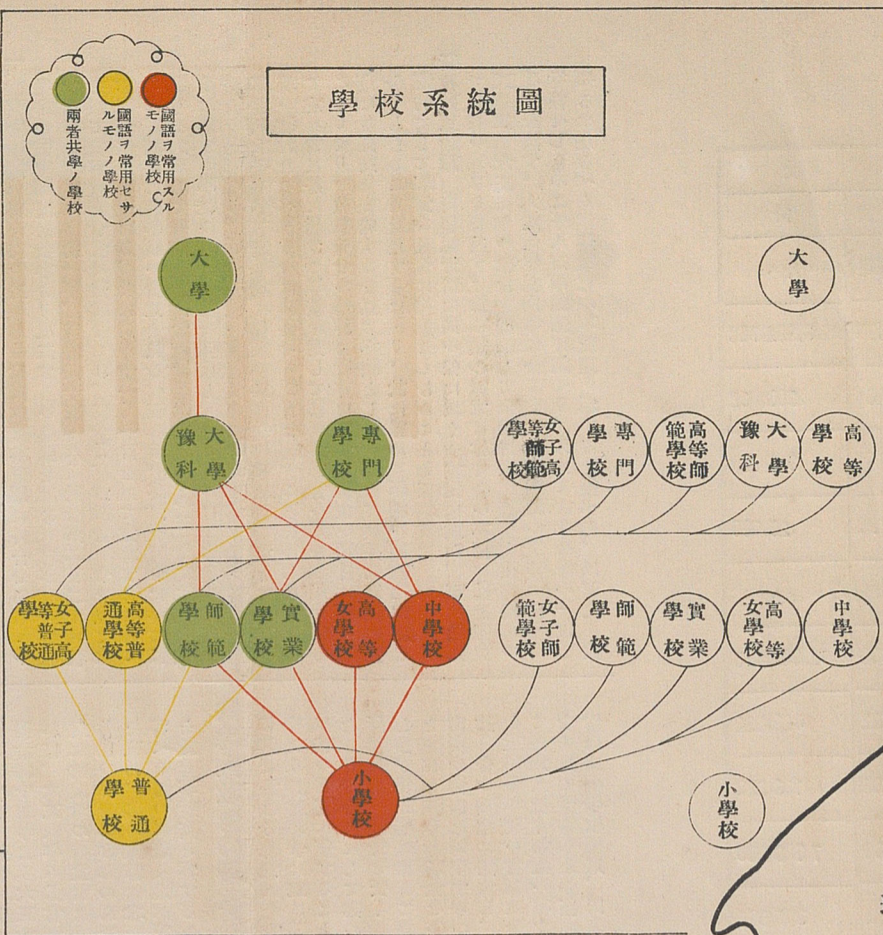 學校系統圖
國語ヲ常用スル
モノノ學校
國語ヲ常用セサ
ルモノノ學校
兩者共學ノ學校
大學
大學
高等
學校
大學
豫科
高等師
範學校
專門
學校
女子高
等師範
學校
專門
學校
大學
豫科
中學校
高等
女學校
實業
學校
師範
學校
女子師
範學校
中學校
高等
女學校
實業
學校
師範
學校
高等普
通學校
女子高
等普通
學校
小學校
小學校
普通
學校